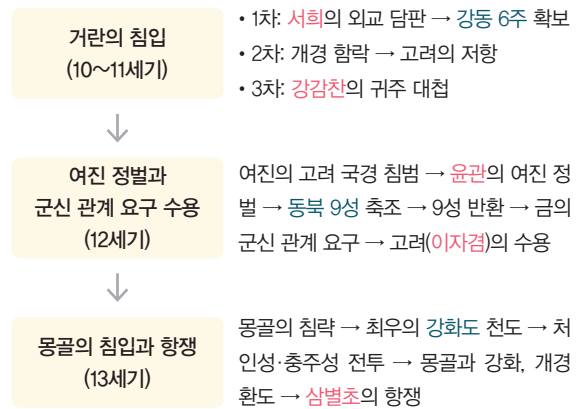 거란의 침입
(10~11세기)
• 1차: 서희의 외교 담판 → 강동 6주 확보
• 2차: 개경 함락 → 고려의 저항
• 3차: 강감찬의 귀주 대첩
여진 정벌과
군신 관계 요구 수용
(12세기)
여진의 고려 국경 침범 → 윤관의 여진 정
벌 → 동북 9성 축조 → 9성 반환 → 금의
군신 관계 요구 → 고려(이자겸)의 수용
몽골의 침입과 항쟁
(13세기)
몽골의 침략 → 최우의 강화도 천도 → 처
인성·충주성 전투 → 몽골과 강화, 개경
환도 → 삼별초의 항쟁